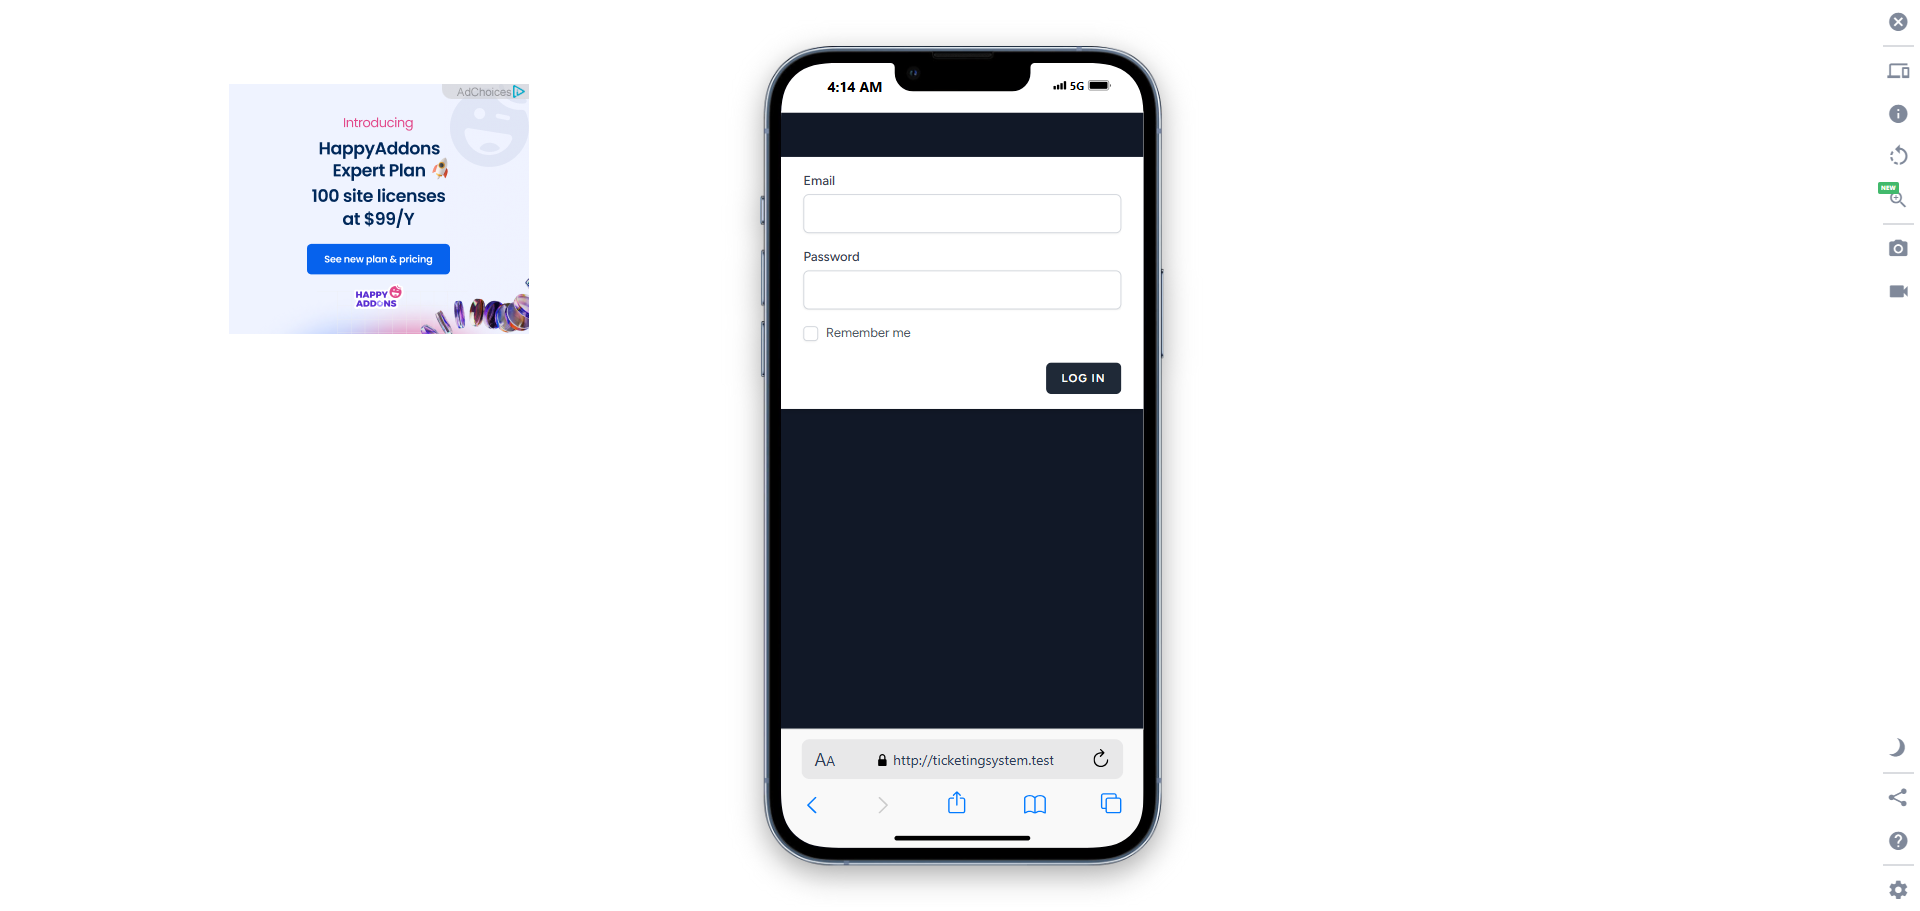 AdChoices
Introducing
HappyAddons
Expert Plan
100 site licenses
at $99/Y
See new plan & pricing
HAPPY
ADDONS
4:14 AM
5G
Email
Password
Remember me
LOG IN
AA
http://ticketingsystem.test
NEW